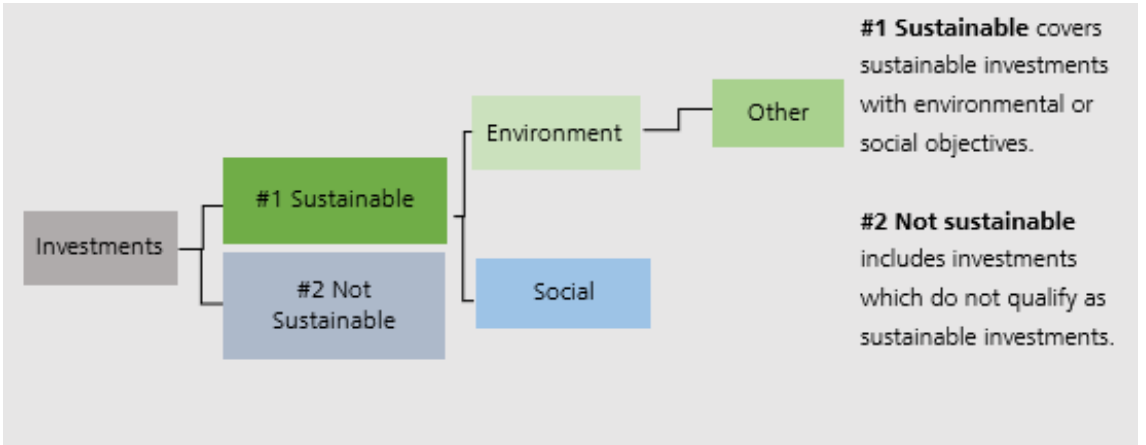 Investments
#1 Sustainable
#2 Not
Sustainable
Environment
Social
Other
#1 Sustainable covers
sustainable investments
with environmental or
social objectives.
#2 Not sustainable
includes investments
which do not qualify as
sustainable investments.